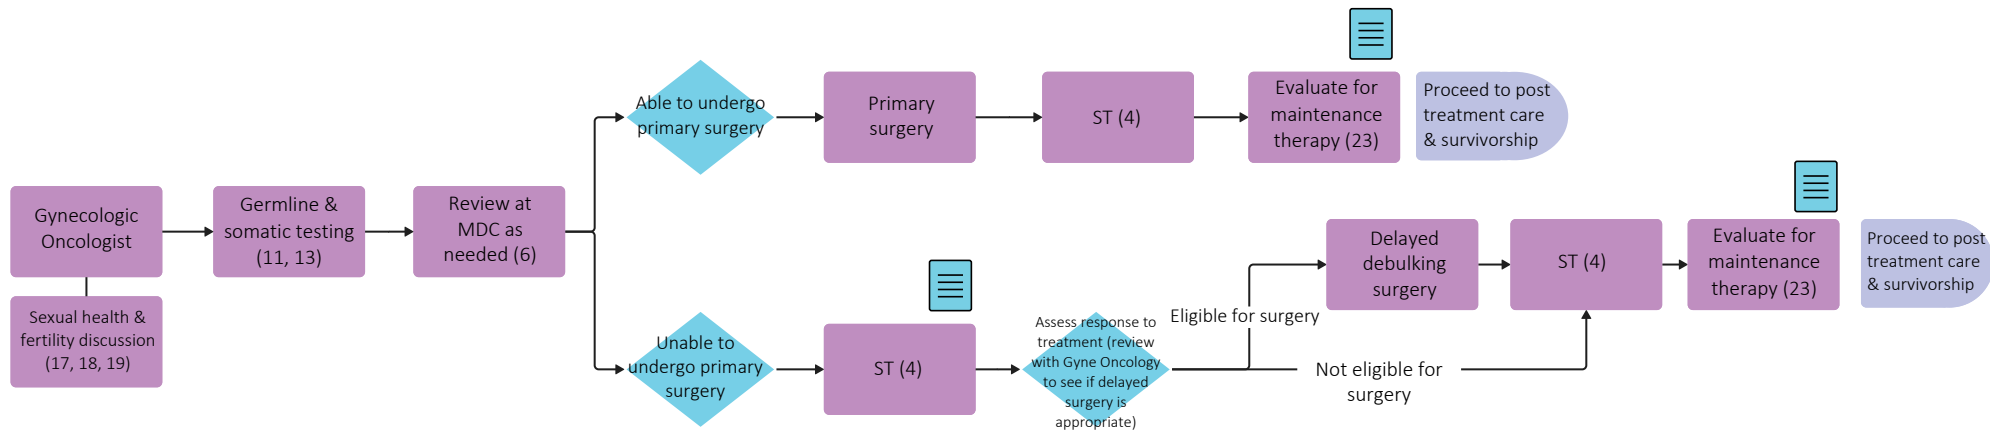 Gynecologic
Oncologist
Sexual health &
fertility discussion
(17, 18, 19)
Germline &
somatic testing
(11, 13)
Review at
MDC as
needed (6)
Able to undergo
primary surgery
Primary
surgery
ST (4)
Evaluate for
maintenance
therapy (23)
Proceed to post
treatment care
& survivorship
Unable to
undergo primary
surgery
ST (4)
Assess response to
treatment (review
with Gyne Oncology
to see if delayed
surgery is
appropriate)
Eligible for surgery
Not eligible for
surgery
Delayed
debulking
surgery
ST (4)
Evaluate for
maintenance
therapy (23)
Proceed to post
treatment care
& survivorship